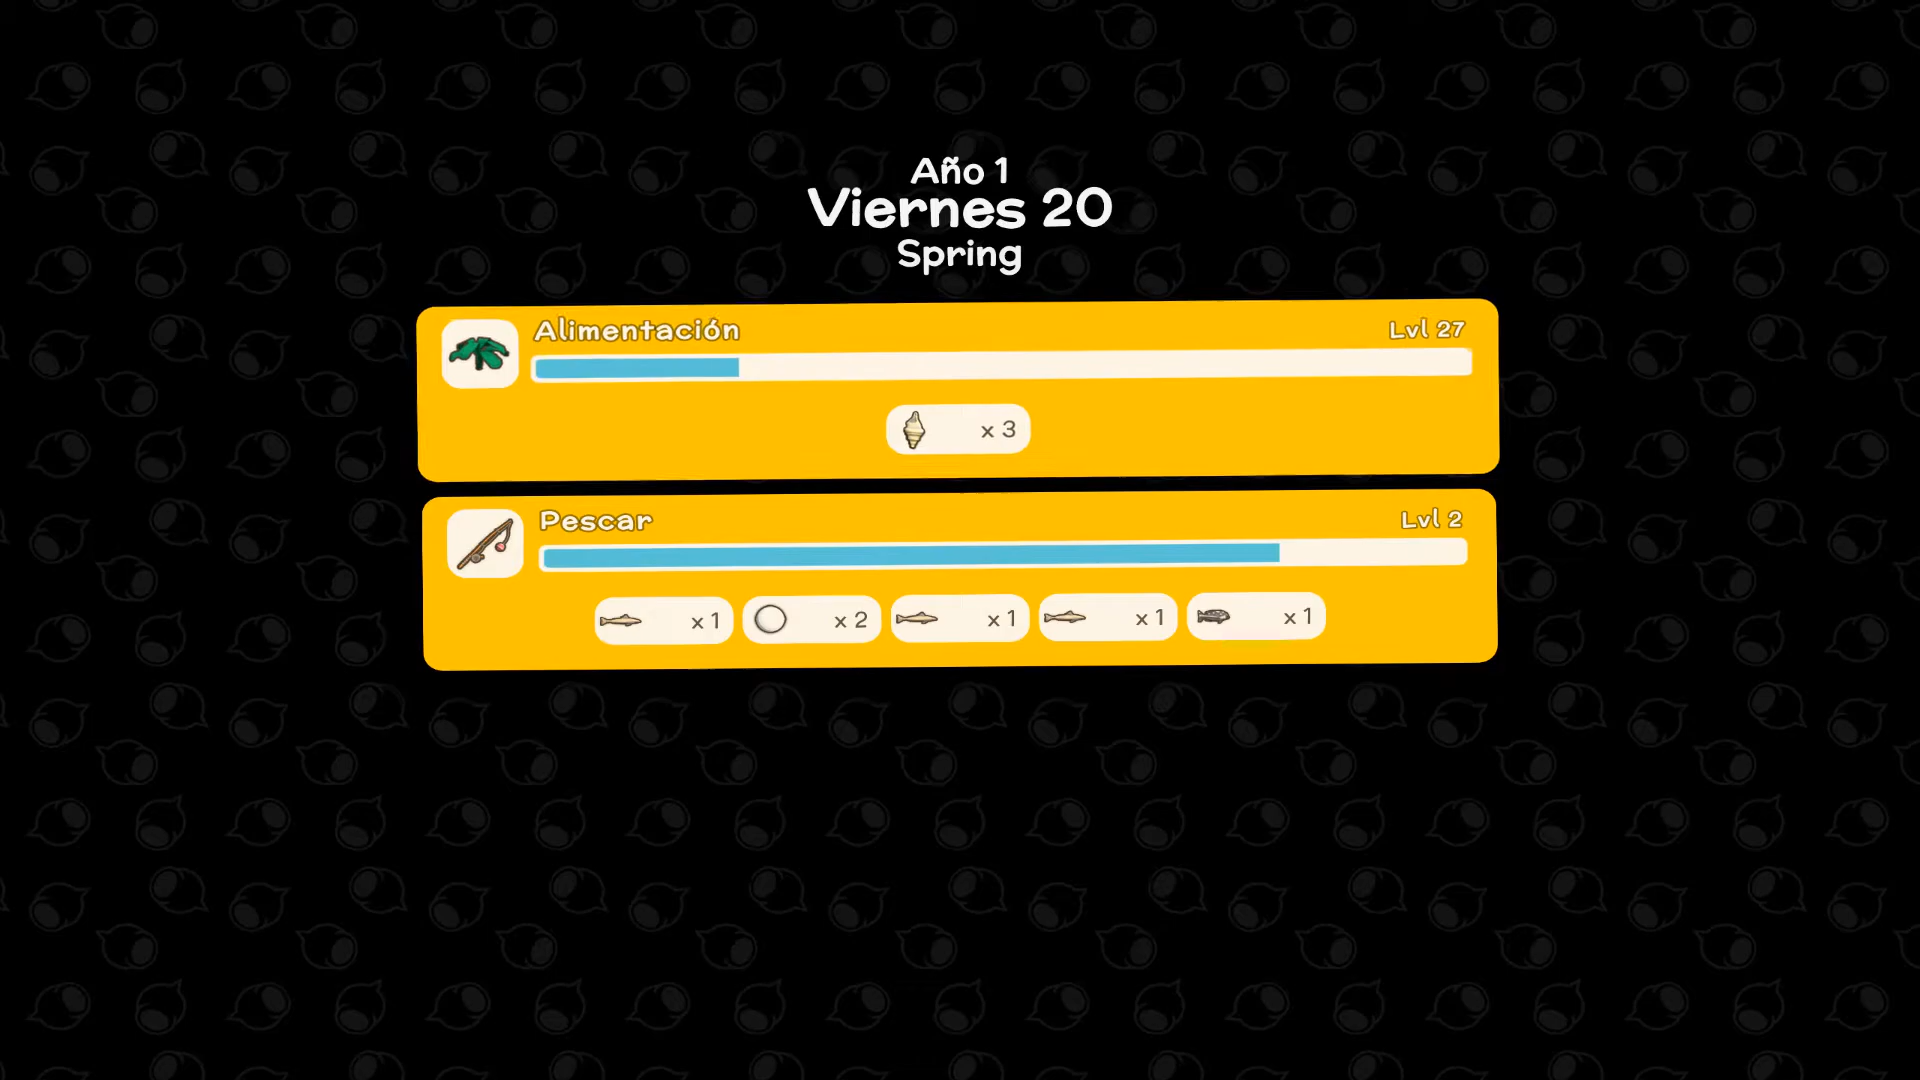 Año 1
Viernes 20
Spring
Alimentación
Lvl 27
x 3
Pescar
Lvl 2
x 1
x 2
x 1
x 1
x 1